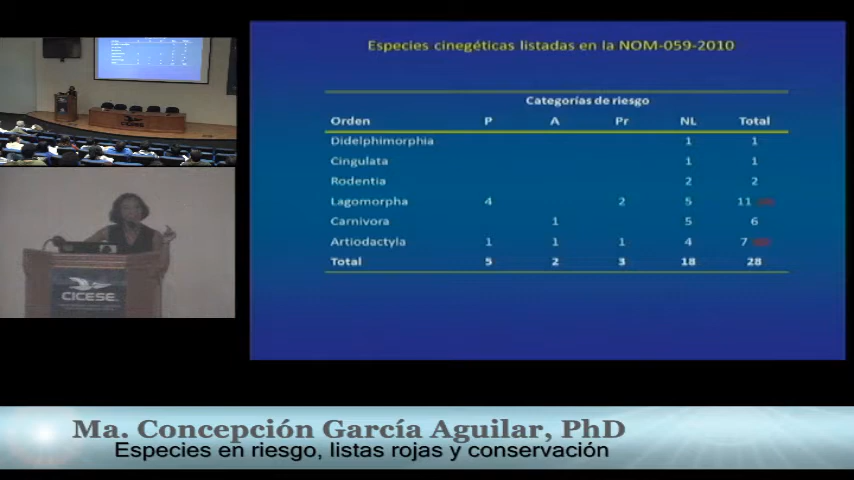 Especies cinegéticas listadas en la NOM-059-2010
Categorías de riesgo
Orden P A Pr NL Total
Didelphimorphia 1 1
Cingulata 1 1
Rodentia 2 2
Lagomorpha 4 2 5 11
Carnivora 1 5 6
Artiodactyla 1 1 1 4 7
Total 5 2 3 18 28
CICESE
CICESE
Ma. Concepción García Aguilar, PhD
Especies en riesgo, listas rojas y conservación